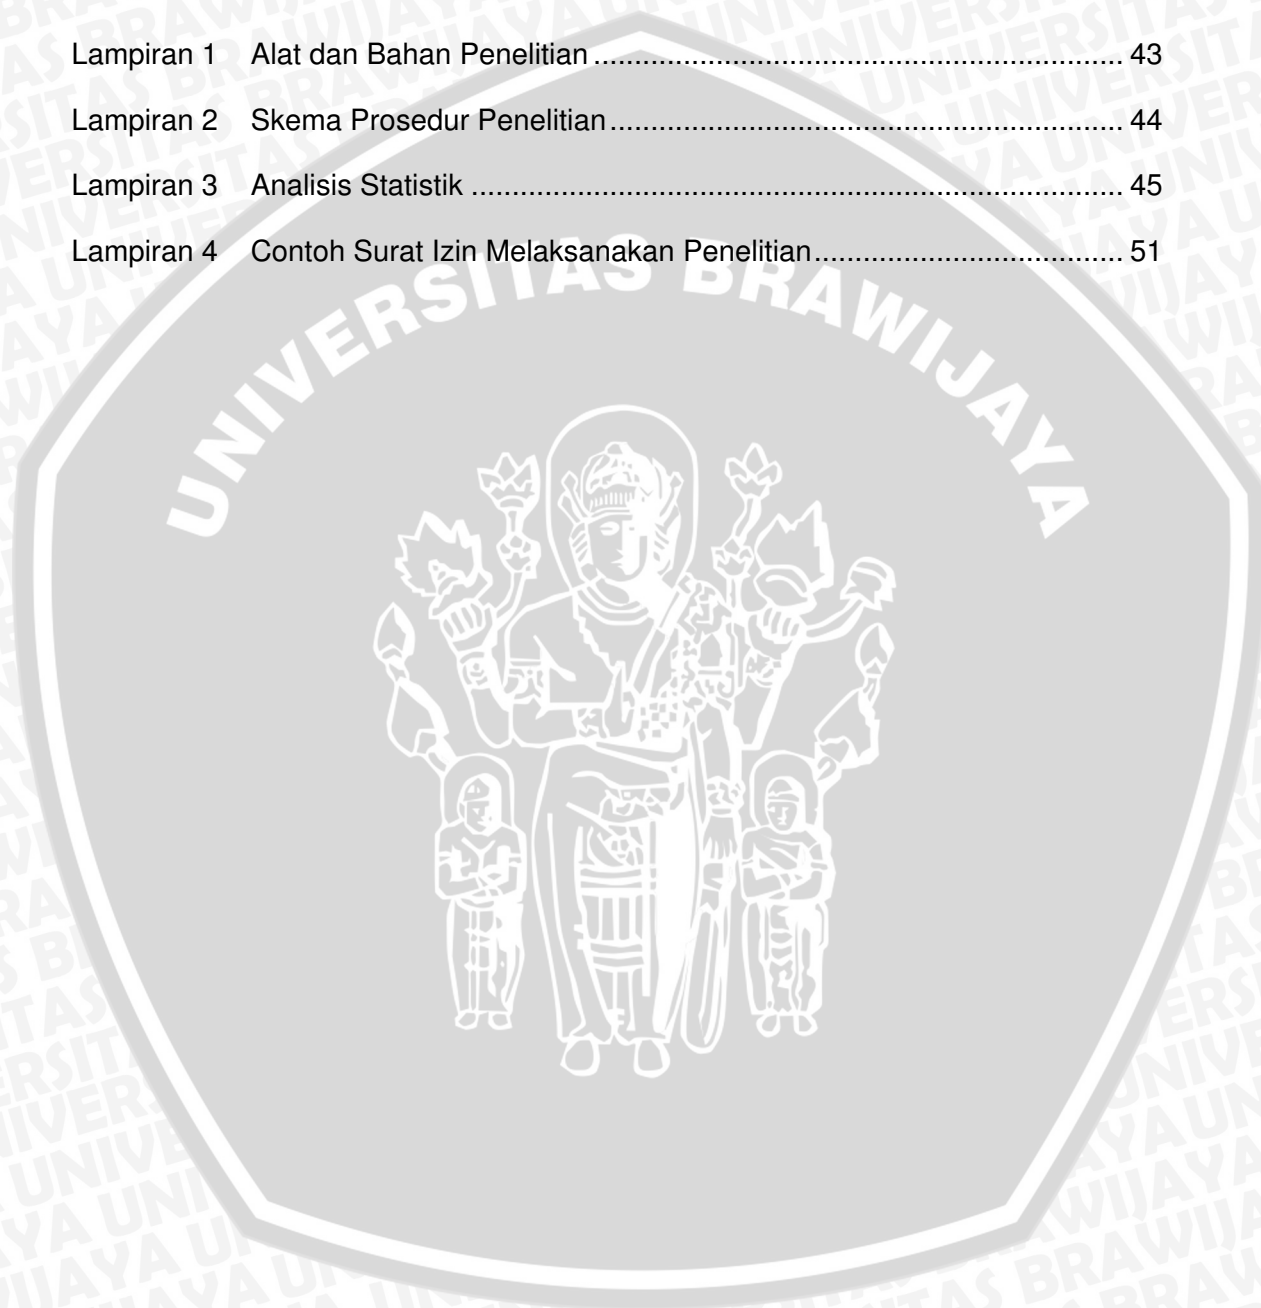 Lampiran 1 Alat dan Bahan Penelitian ................................................................. 43
Lampiran 2 Skema Prosedur Penelitian ............................................................... 44
Lampiran 3 Analisis Statistik ................................................................................ 45
Lampiran 4 Contoh Surat Izin Melaksanakan Penelitian ...................................... 51
UNIVERSITAS BRAWIJAYA